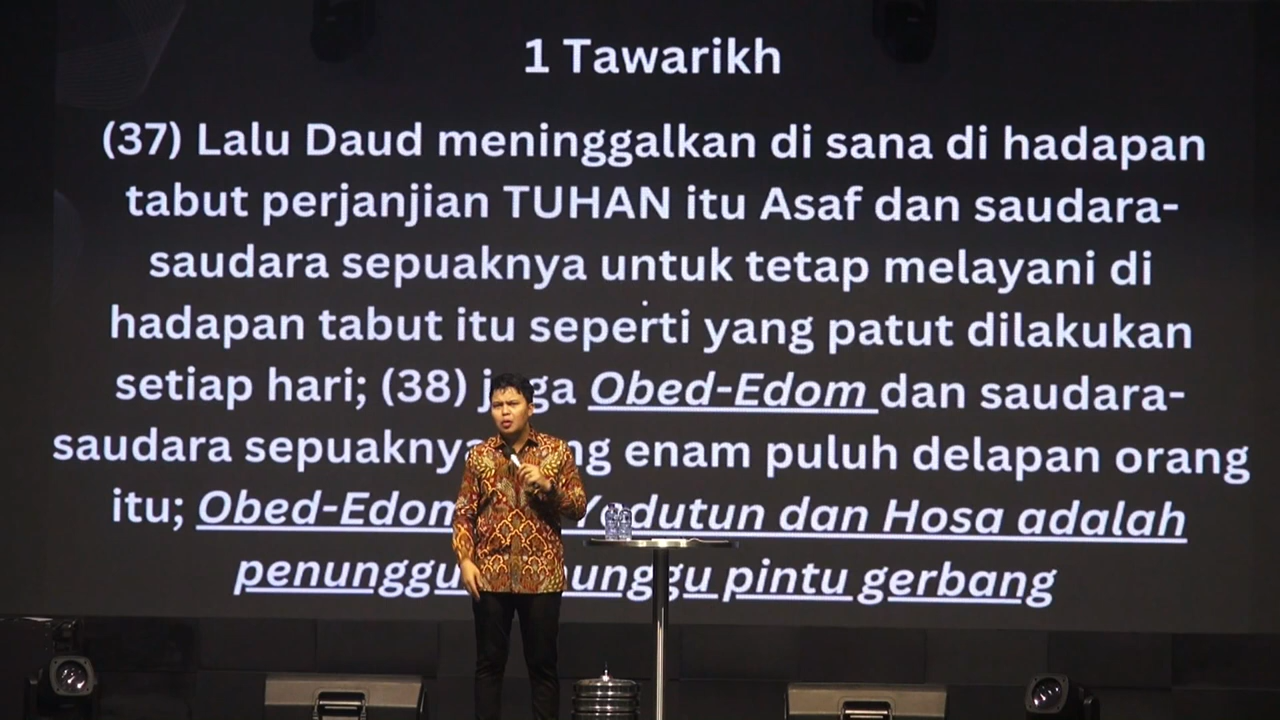 1 Tawarikh
(37) Lalu Daud meninggalkan di sana di hadapan
tabut perjanjian TUHAN itu Asaf dan saudara-
saudara sepuaknya untuk tetap melayani di
hadapan tabut itu seperti yang patut dilakukan
setiap hari; (38) juga Obed-Edom dan saudara-
saudara sepuaknya enam puluh delapan orang
itu; Obed-Edom Yedutun dan Hosa adalah
penunggu pintu gerbang